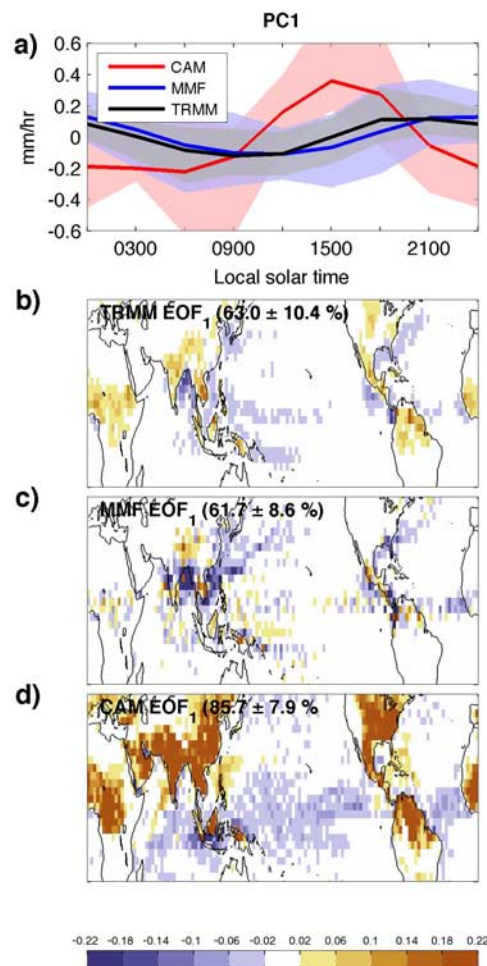 PC1
a)
0.6
0.4
0.2
0
-0.2
-0.4
-0.6
mm/hr
CAM
MMF
TRMM
0300 0900 1500 2100
Local solar time
b)
TRMM EOF1 (63.0 ± 10.4 %)
c)
MMF EOF1 (61.7 ± 8.6 %)
d)
CAM EOF1 (85.7 ± 7.9 %
-0.22 -0.18 -0.14 -0.1 -0.06 -0.02 0.02 0.06 0.1 0.14 0.18 0.22